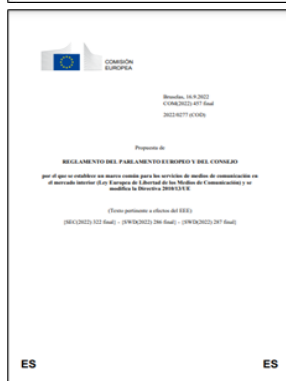 COMISIÓN
EUROPEA
Bruselas, 16.9.2022
COM(2022) 457 final
2022/0277 (COD)
Propuesta de
REGLAMENTO DEL PARLAMENTO EUROPEO Y DEL CONSEJO
por el que se establece un marco común para los servicios de medios de comunicación en
el mercado interior (Ley Europea de Libertad de los Medios de Comunicación) y se
modifica la Directiva 2010/13/UE
(Texto pertinente a efectos del EEE)
{SEC(2022) 322 final} - {SWD(2022) 286 final} - {SWD(2022) 287 final}
ES
ES